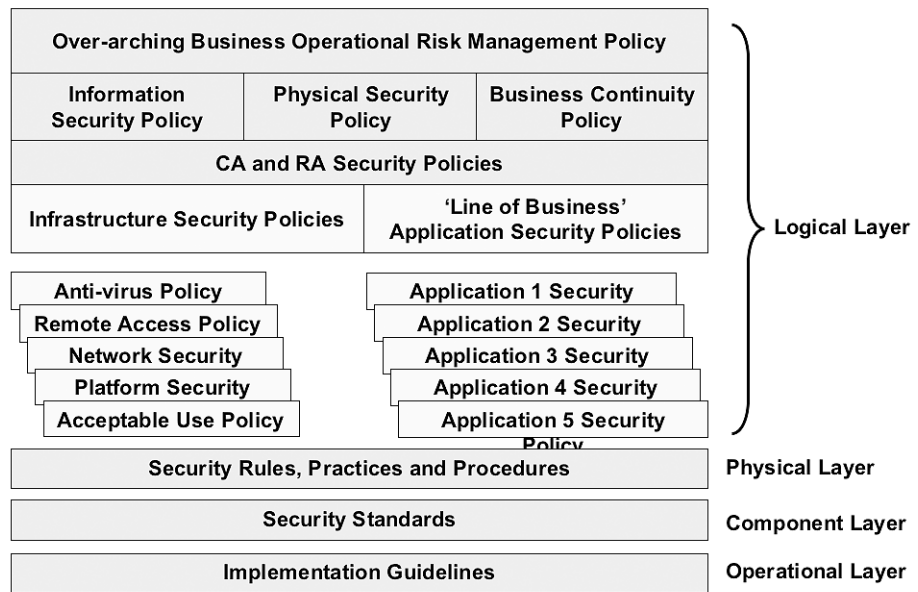 Over-arching Business Operational Risk Management Policy
Information
Security Policy
Physical Security
Policy
Business Continuity
Policy
CA and RA Security Policies
Infrastructure Security Policies
‘Line of Business’
Application Security Policies
Logical Layer
Anti-virus Policy
Remote Access Policy
Network Security
Platform Security
Acceptable Use Policy
Application 1 Security
Application 2 Security
Application 3 Security
Application 4 Security
Application 5 Security
Policy
Security Rules, Practices and Procedures
Physical Layer
Security Standards
Component Layer
Implementation Guidelines
Operational Layer